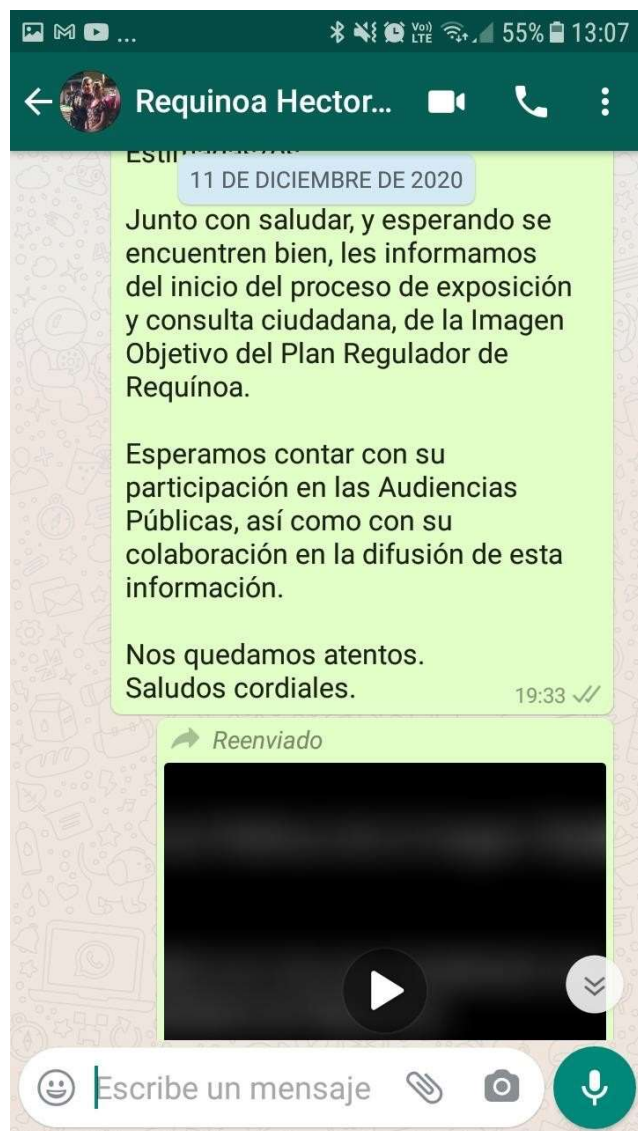 ... Voi) LTE 55% 13:07
Requinoa Hector...
11 DE DICIEMBRE DE 2020
Junto con saludar, y esperando se
encuentren bien, les informamos
del inicio del proceso de exposición
y consulta ciudadana, de la Imagen
Objetivo del Plan Regulador de
Requínoa.
Esperamos contar con su
participación en las Audiencias
Públicas, así como con su
colaboración en la difusión de esta
información.
Nos quedamos atentos.
Saludos cordiales.
19:33
Reenviado
Escribe un mensaje